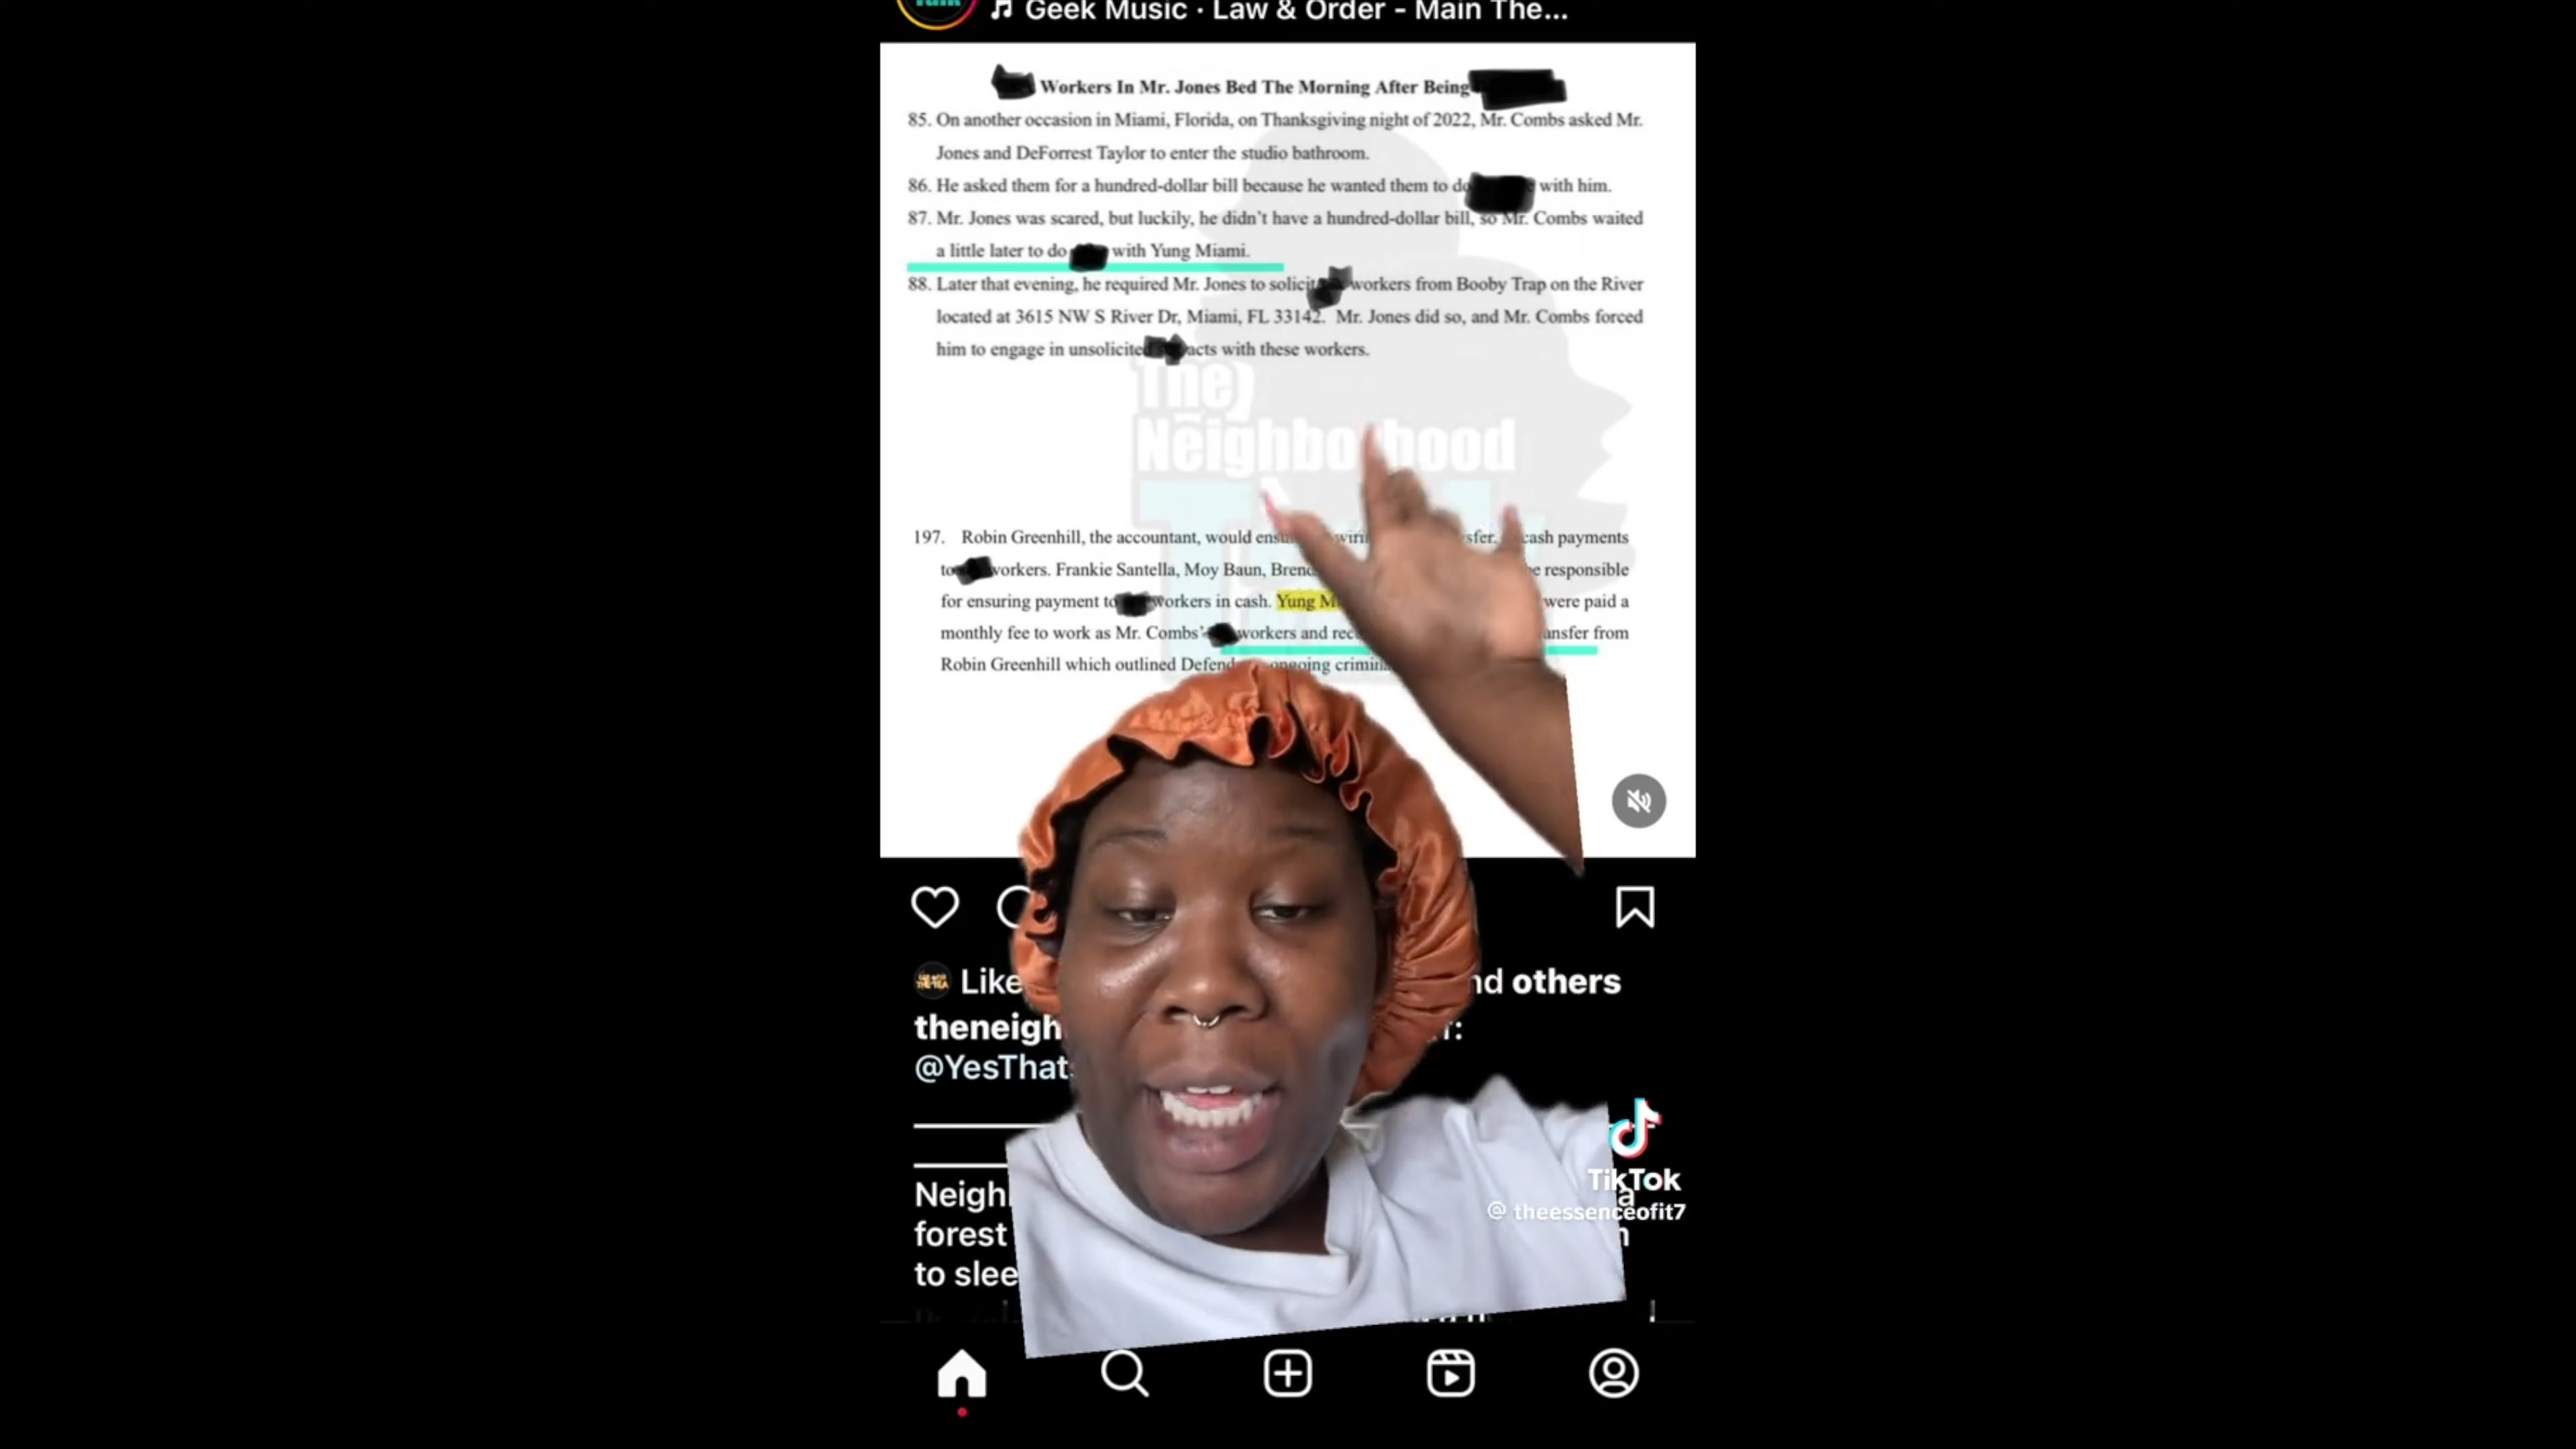 Geek Music · Law & Order - Main The...
Workers In Mr. Jones Bed The Morning After Being
85. On another occasion in Miami, Florida, on Thanksgiving night of 2022, Mr. Combs asked Mr.
Jones and DeForrest Taylor to enter the studio bathroom.
86. He asked them for a hundred-dollar bill because he wanted them to do with him.
87. Mr. Jones was scared, but luckily, he didn't have a hundred-dollar bill, so Mr. Combs waited
a little later to do with Yung Miami.
88. Later that evening, he required Mr. Jones to solicit workers from Booby Trap on the River
located at 3615 NW S River Dr, Miami, FL 33142. Mr. Jones did so, and Mr. Combs forced
him to engage in unsolicited acts with these workers.
The
Neighborhood
Talk
197. Robin Greenhill, the accountant, would cash payments
to workers. Frankie Santella, Moy Baun, responsible
for ensuring payment to workers in cash. Yung were paid a
monthly fee to work as Mr. Combs' workers and from
Robin Greenhill which outlined ongoing
Like others
theneigh
@YesThat
Neigh
forest
to slee
TikTok
@ theessenceofit7